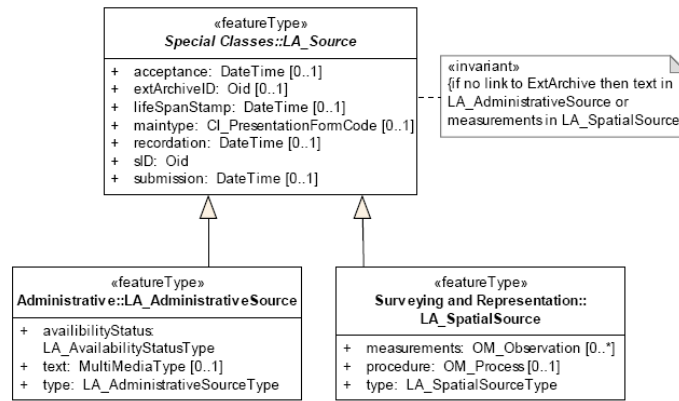 «featureType»
Special Classes::LA_Source
+ acceptance: DateTime [0..1]
+ extArchiveID: Oid [0..1]
+ lifeSpanStamp: DateTime [0..1]
+ maintype: CI_PresentationFormCode [0..1]
+ recordation: DateTime [0..1]
+ sID: Oid
+ submission: DateTime [0..1]
«invariant»
{if no link to ExtArchive then text in
LA_AdministrativeSource or
measurements in LA_SpatialSource
«featureType»
Administrative::LA_AdministrativeSource
+ availibilityStatus:
LA_AvailabilityStatusType
+ text: MultiMediaType [0..1]
+ type: LA_AdministrativeSourceType
«featureType»
Surveying and Representation::
LA_SpatialSource
+ measurements: OM_Observation [0..*]
+ procedure: OM_Process [0..1]
+ type: LA_SpatialSourceType